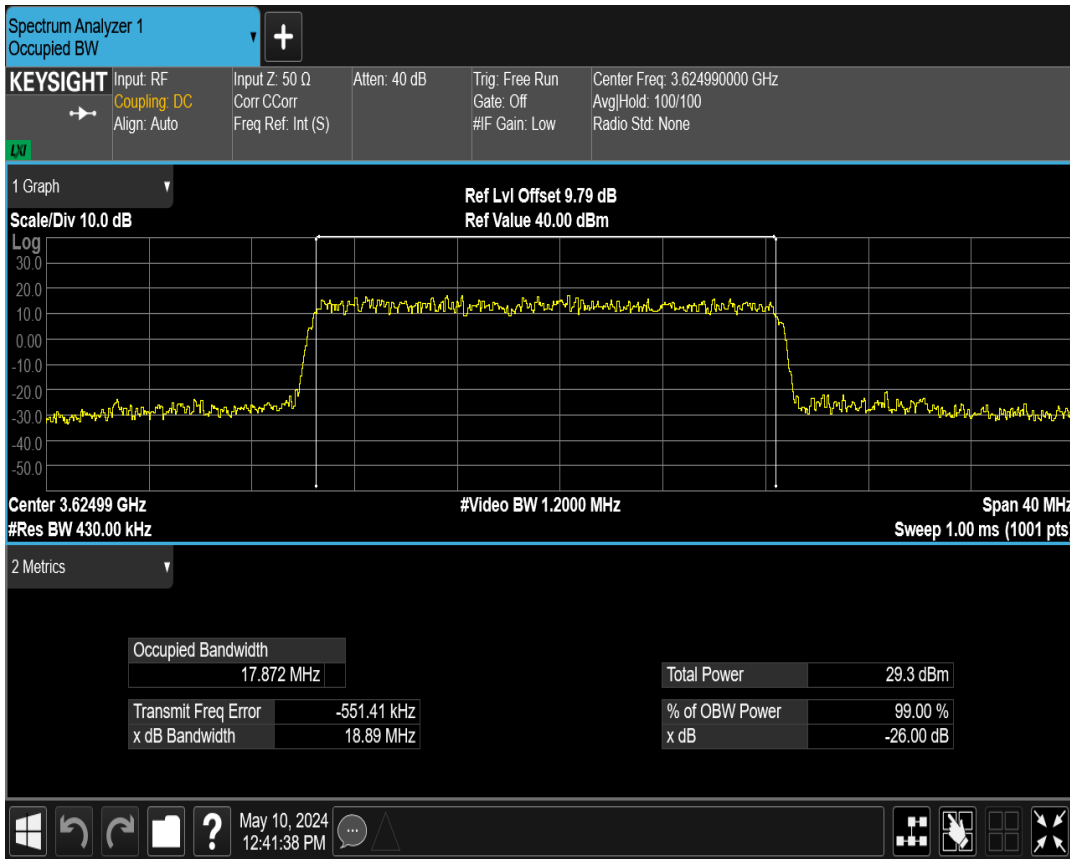 Spectrum Analyzer 1
Occupied BW
+
KEYSIGHT
LXI
Input: RF
Coupling: DC
Align: Auto
Input Z: 50 Ω
Corr CCorr
Freq Ref: Int (S)
Atten: 40 dB
Trig: Free Run
Gate: Off
#IF Gain: Low
Center Freq: 3.624990000 GHz
Avg|Hold: 100/100
Radio Std: None
1 Graph
Scale/Div 10.0 dB
Ref Lvl Offset 9.79 dB
Ref Value 40.00 dBm
Log
30.0
20.0
10.0
0.00
-10.0
-20.0
-30.0
-40.0
-50.0
Center 3.62499 GHz
#Video BW 1.2000 MHz
Span 40 MHz
#Res BW 430.00 kHz
Sweep 1.00 ms (1001 pts)
2 Metrics
Occupied Bandwidth
17.872 MHz
Transmit Freq Error -551.41 kHz
x dB Bandwidth 18.89 MHz
Total Power 29.3 dBm
% of OBW Power 99.00 %
x dB -26.00 dB
?
May 10, 2024
12:41:38 PM